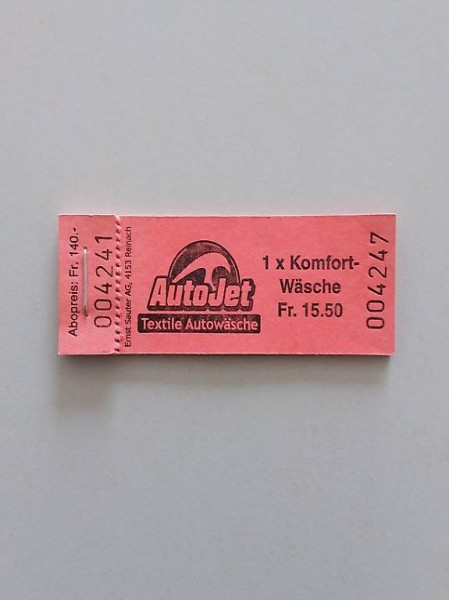 Abopreis: Fr. 140.-
004241
Ernst Sauter AG, 4153 Reinach
AutoJet
Textile Autowäsche
1 x Komfort-
Wäsche
Fr. 15.50
004247